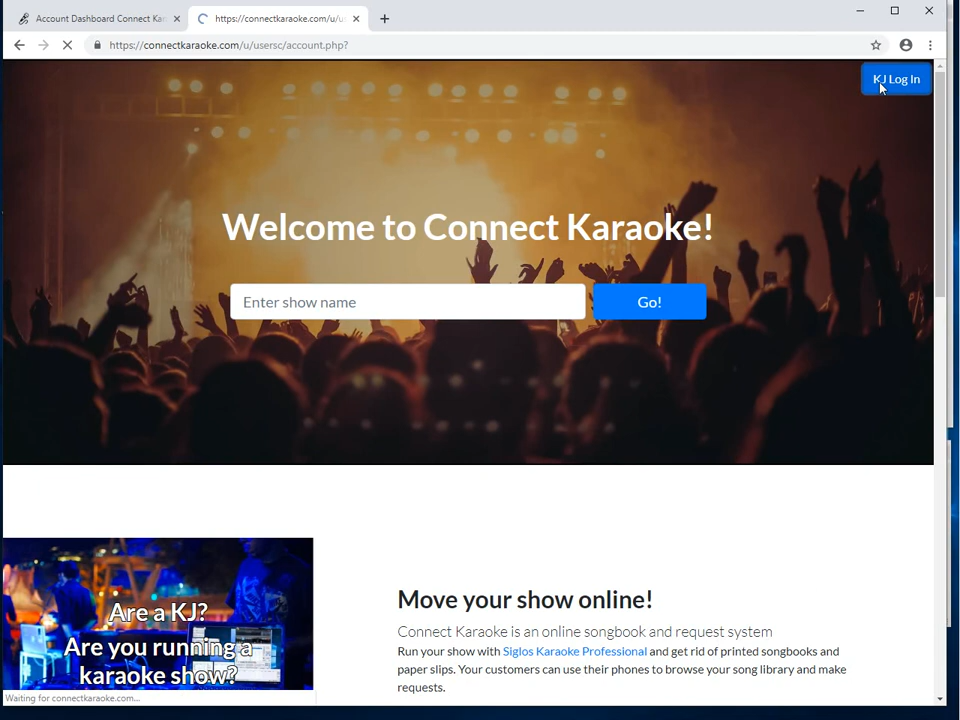 Account Dashboard Connect Kar
https://connectkaraoke.com/u/us
https://connectkaraoke.com/u/usersc/account.php?
KJ Log In
Welcome to Connect Karaoke!
Enter show name
Go!
Are a KJ?
Are you running a
karaoke show?
Move your show online!
Connect Karaoke is an online songbook and request system
Run your show with Siglos Karaoke Professional and get rid of printed songbooks and
paper slips. Your customers can use their phones to browse your song library and make
requests.
Waiting for connectkaraoke.com...